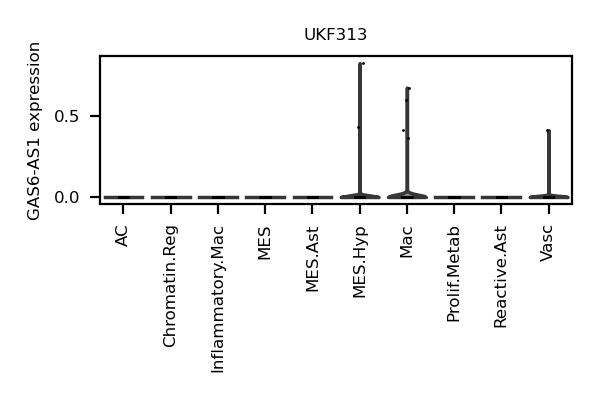 UKF313
GAS6-AS1 expression
0.5
0.0
AC
Chromatin.Reg
Inflammatory.Mac
MES
MES.Ast
MES.Hyp
Mac
Prolif.Metab
Reactive.Ast
Vasc